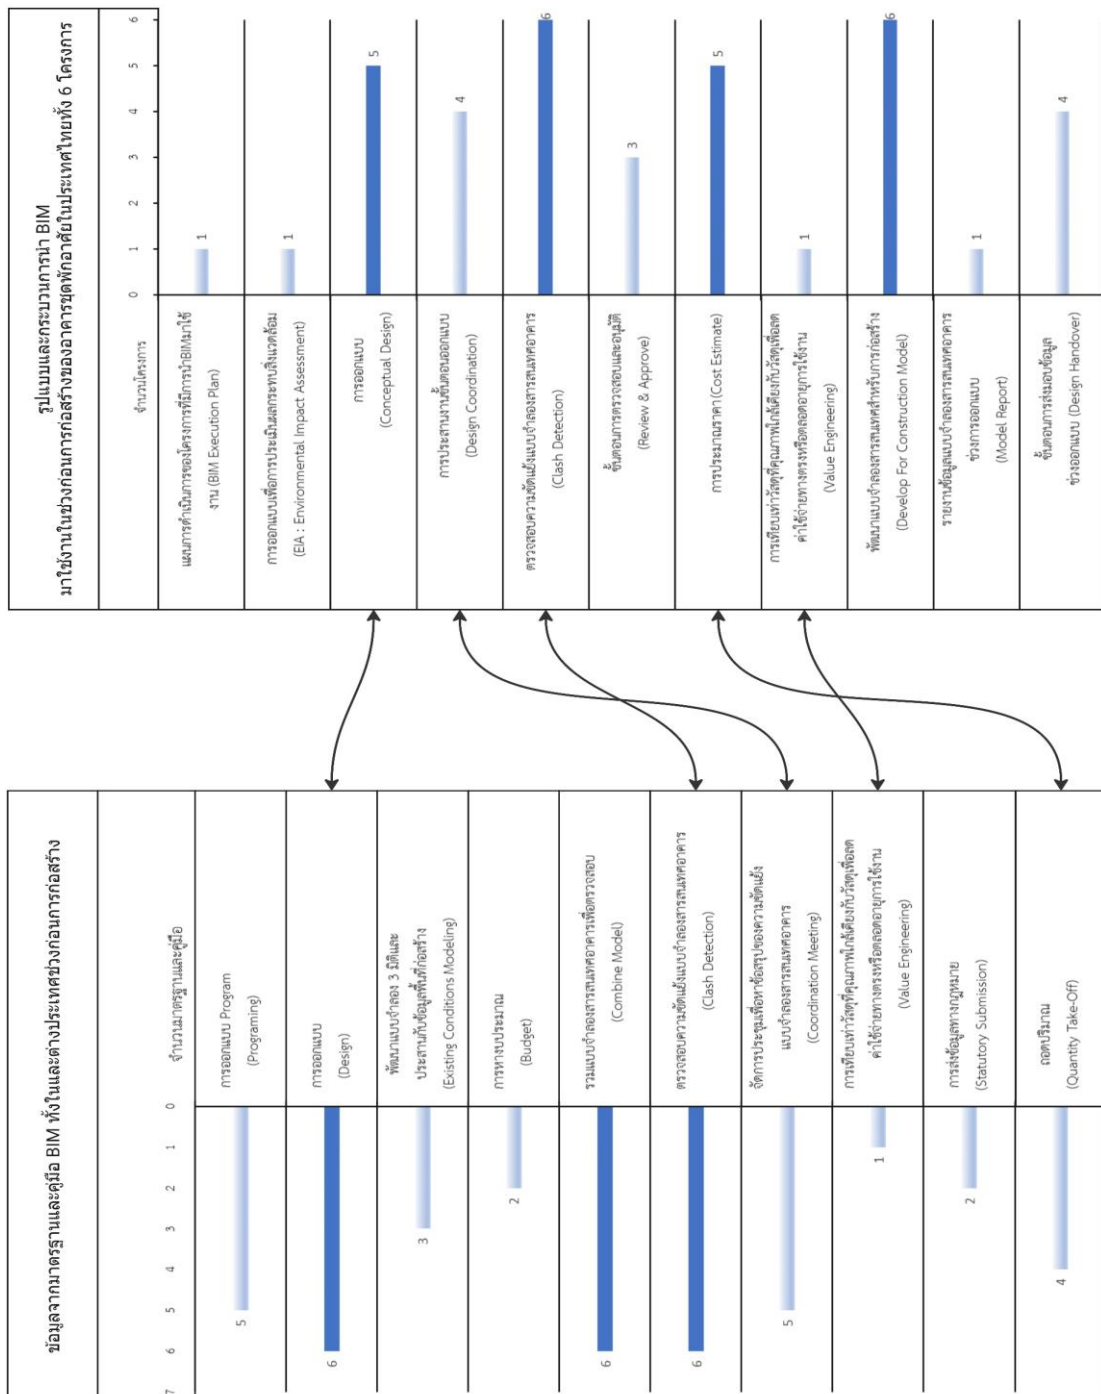 ข้อมูลจากมาตรฐานและคู่มือ BIM ทั้งในและต่างประเทศช่วงก่อนการก่อสร้าง
7
6
5
4
3
2
1
0
จำนวนมาตรฐานและคู่มือ
5
การออกแบบ Program
(Programing)
6
การออกแบบ
(Design)
3
พัฒนาแบบจำลอง 3 มิติและ
ประสานกับข้อมูลพื้นที่ก่อสร้าง
(Existing Conditions Modeling)
2
การหางบประมาณ
(Budget)
6
รวมแบบจำลองสารสนเทศอาคารเพื่อตรวจสอบ
(Combine Model)
6
ตรวจสอบความขัดแย้งแบบจำลองสารสนเทศอาคาร
(Clash Detection)
5
จัดการประชุมเพื่อหาข้อสรุปของความขัดแย้ง
แบบจำลองสารสนเทศอาคาร
(Coordination Meeting)
1
การเทียบเท่าวัสดุที่คุณภาพใกล้เคียงกับวัสดุเพื่อลด
ค่าใช้จ่ายทางตรงหรือตลอดอายุการใช้งาน
(Value Engineering)
2
การส่งข้อมูลทางกฎหมาย
(Statutory Submission)
4
ถอดปริมาณ
(Quantity Take-Off)
รูปแบบและกระบวนการนำ BIM
มาใช้งานในช่วงก่อนการก่อสร้างของอาคารชุดพักอาศัยในประเทศไทยทั้ง 6 โครงการ
จำนวนโครงการ
0
1
2
3
4
5
6
แผนการดำเนินการของโครงการที่มีการนำBIMมาใช้
งาน (BIM Execution Plan)
1
การออกแบบเพื่อการประเมินผลกระทบสิ่งแวดล้อม
(EIA : Environmental Impact Assessment)
1
การออกแบบ
(Conceptual Design)
5
การประสานงานขั้นตอนออกแบบ
(Design Coordination)
4
ตรวจสอบความขัดแย้งแบบจำลองสารสนเทศอาคาร
(Clash Detection)
6
ขั้นตอนการตรวจสอบและอนุมัติ
(Review & Approve)
3
การประมาณราคา(Cost Estimate)
5
การเทียบเท่าวัสดุที่คุณภาพใกล้เคียงกับวัสดุเพื่อลด
ค่าใช้จ่ายทางตรงหรือตลอดอายุการใช้งาน
(Value Engineering)
1
พัฒนาแบบจำลองสารสนเทศสำหรับการก่อสร้าง
(Develop For Construction Model)
6
รายงานข้อมูลแบบจำลองสารสนเทศอาคาร
ช่วงการออกแบบ
(Model Report)
1
ขั้นตอนการส่งมอบข้อมูล
ช่วงออกแบบ (Design Handover)
4